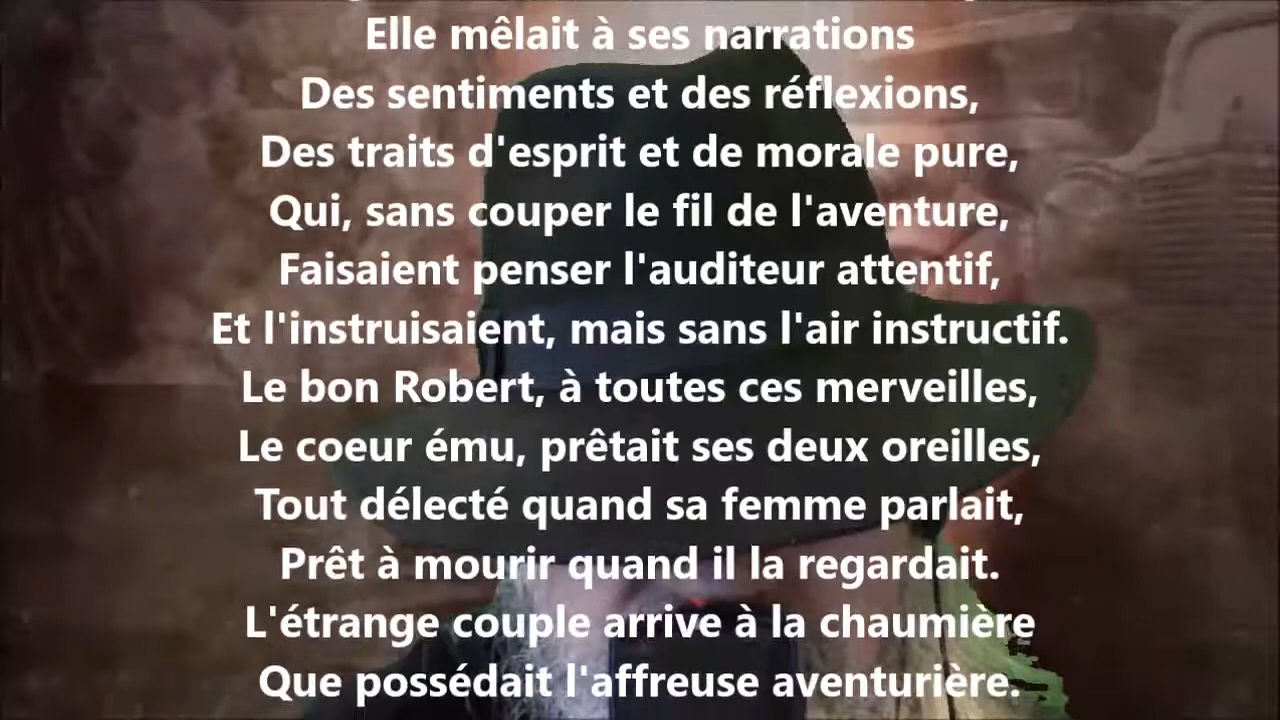 Elle mêlait à ses narrations
Des sentiments et des réflexions,
Des traits d'esprit et de morale pure,
Qui, sans couper le fil de l'aventure,
Faisaient penser l'auditeur attentif,
Et l'instruisaient, mais sans l'air instructif.
Le bon Robert, à toutes ces merveilles,
Le coeur ému, prêtait ses deux oreilles,
Tout délecté quand sa femme parlait,
Prêt à mourir quand il la regardait.
L'étrange couple arrive à la chaumière
Que possédait l'affreuse aventurière.